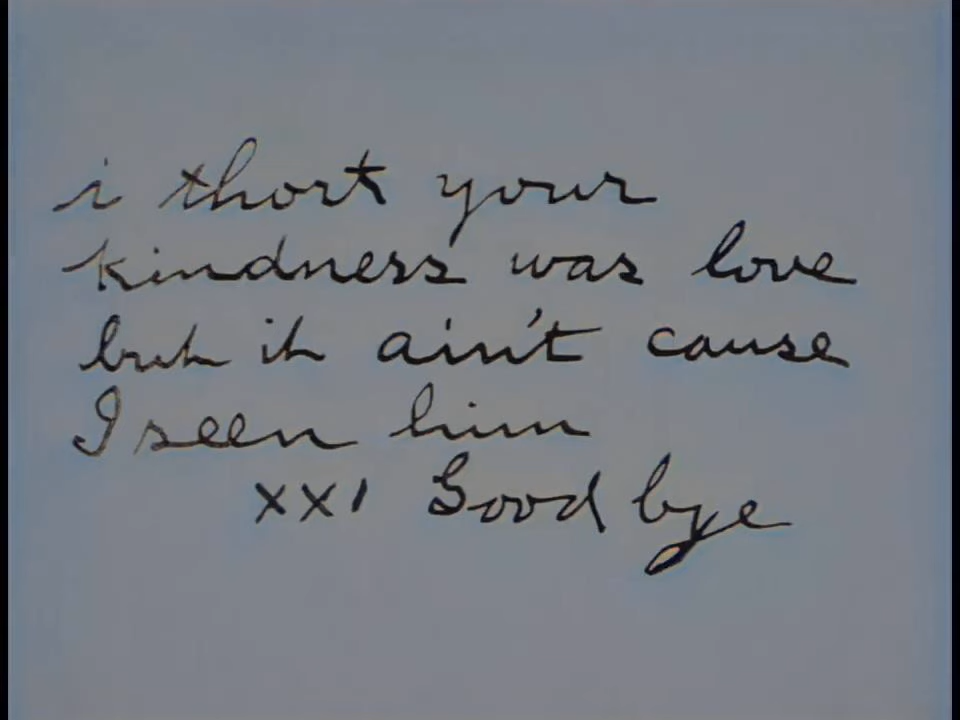 i thort your
kindness was love
but it ain't cause
I seen him
xx1 Good bye